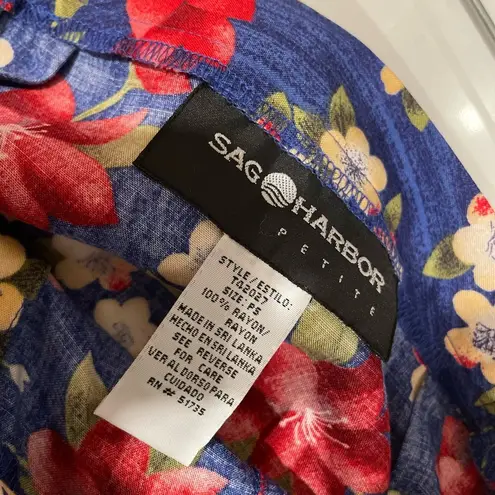 SAG HARBOR
PETITE
STYLE/ESTILO:
TA2027
SIZE: PS
100% RAYON/
RAYON
MADE IN SRI LANKA
HECHO EN SRI LANKA
SEE REVERSE
FOR CARE
VER AL DORSO PARA
CUIDADO
RN# 51735